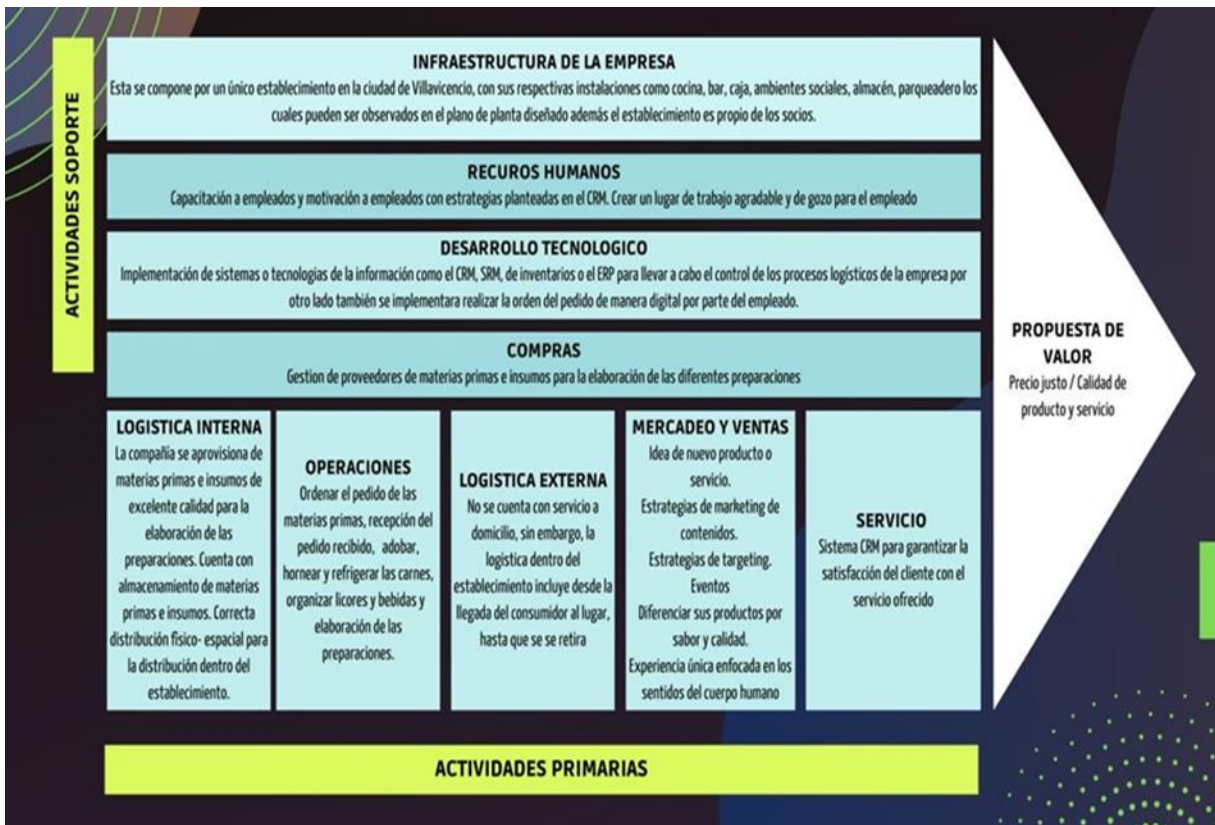 ACTIVIDADES SOPORTE
INFRAESTRUCTURA DE LA EMPRESA
Esta se compone por un único establecimiento en la ciudad de Villavicencio, con sus respectivas instalaciones como cocina, bar, caja, ambientes sociales, almacén, parqueadero los
cuales pueden ser observados en el plano de planta diseñado además el establecimiento es propio de los socios.
RECUROS HUMANOS
Capacitación a empleados y motivación a empleados con estrategias planteadas en el CRM. Crear un lugar de trabajo agradable y de gozo para el empleado
DESARROLLO TECNOLOGICO
Implementación de sistemas o tecnologias de la información como el CRM, SRM, de inventarios o el ERP para llevar a cabo el control de los procesos logísticos de la empresa por
otro lado también se implementara realizar la orden del pedido de manera digital por parte del empleado.
COMPRAS
Gestion de proveedores de materias primas e insumos para la elaboración de las diferentes preparaciones
LOGISTICA INTERNA
La compañía se aprovisiona de
materias primas e insumos de
excelente calidad para la
elaboración de las
preparaciones. Cuenta con
almacenamiento de materias
primas e insumos. Correcta
distribución físico- espacial para
la distribución dentro del
establecimiento.
OPERACIONES
Ordenar el pedido de las
materias primas, recepción del
pedido recibido, adobar,
hornear y refrigerar las carnes,
organizar licores y bebidas y
elaboración de las
preparaciones.
LOGISTICA EXTERNA
No se cuenta con servicio a
domicilio, sin embargo, la
logística dentro del
establecimiento incluye desde la
llegada del consumidor al lugar,
hasta que se se retira
MERCADEO Y VENTAS
Idea de nuevo producto o
servicio.
Estrategias de marketing de
contenidos.
Estrategias de targeting.
Eventos
Diferenciar sus productos por
sabor y calidad.
Experiencia única enfocada en los
sentidos del cuerpo humano
SERVICIO
Sistema CRM para garantizar la
satisfacción del cliente con el
servicio ofrecido
PROPUESTA DE
VALOR
Precio justo / Calidad de
producto y servicio
ACTIVIDADES PRIMARIAS